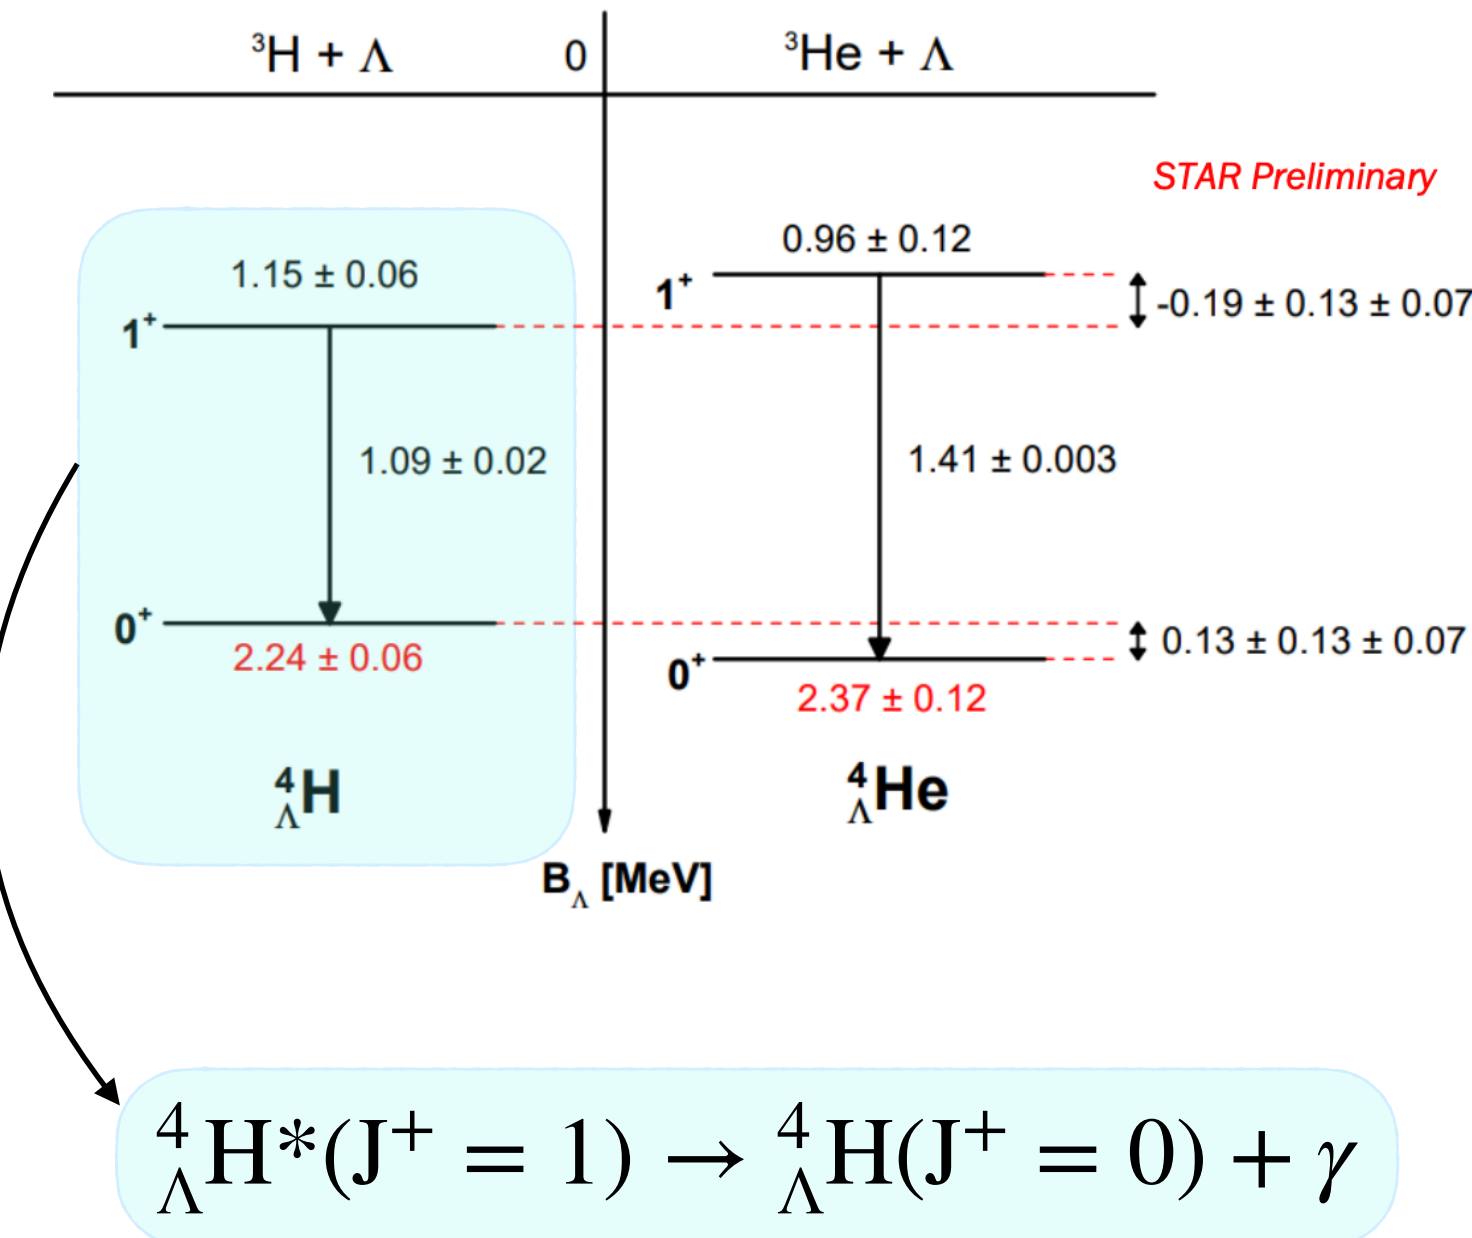 ³H + Λ 0 ³He + Λ
STAR Preliminary
0.96 ± 0.12
1.15 ± 0.06
1⁺
-0.19 ± 0.13 ± 0.07
1⁺
1.09 ± 0.02
1.41 ± 0.003
0⁺
0.13 ± 0.13 ± 0.07
2.24 ± 0.06
0⁺
2.37 ± 0.12
⁴ΛH
⁴ΛHe
BΛ [MeV]
⁴ΛH*(J⁺ = 1) → ⁴ΛH(J⁺ = 0) + γ